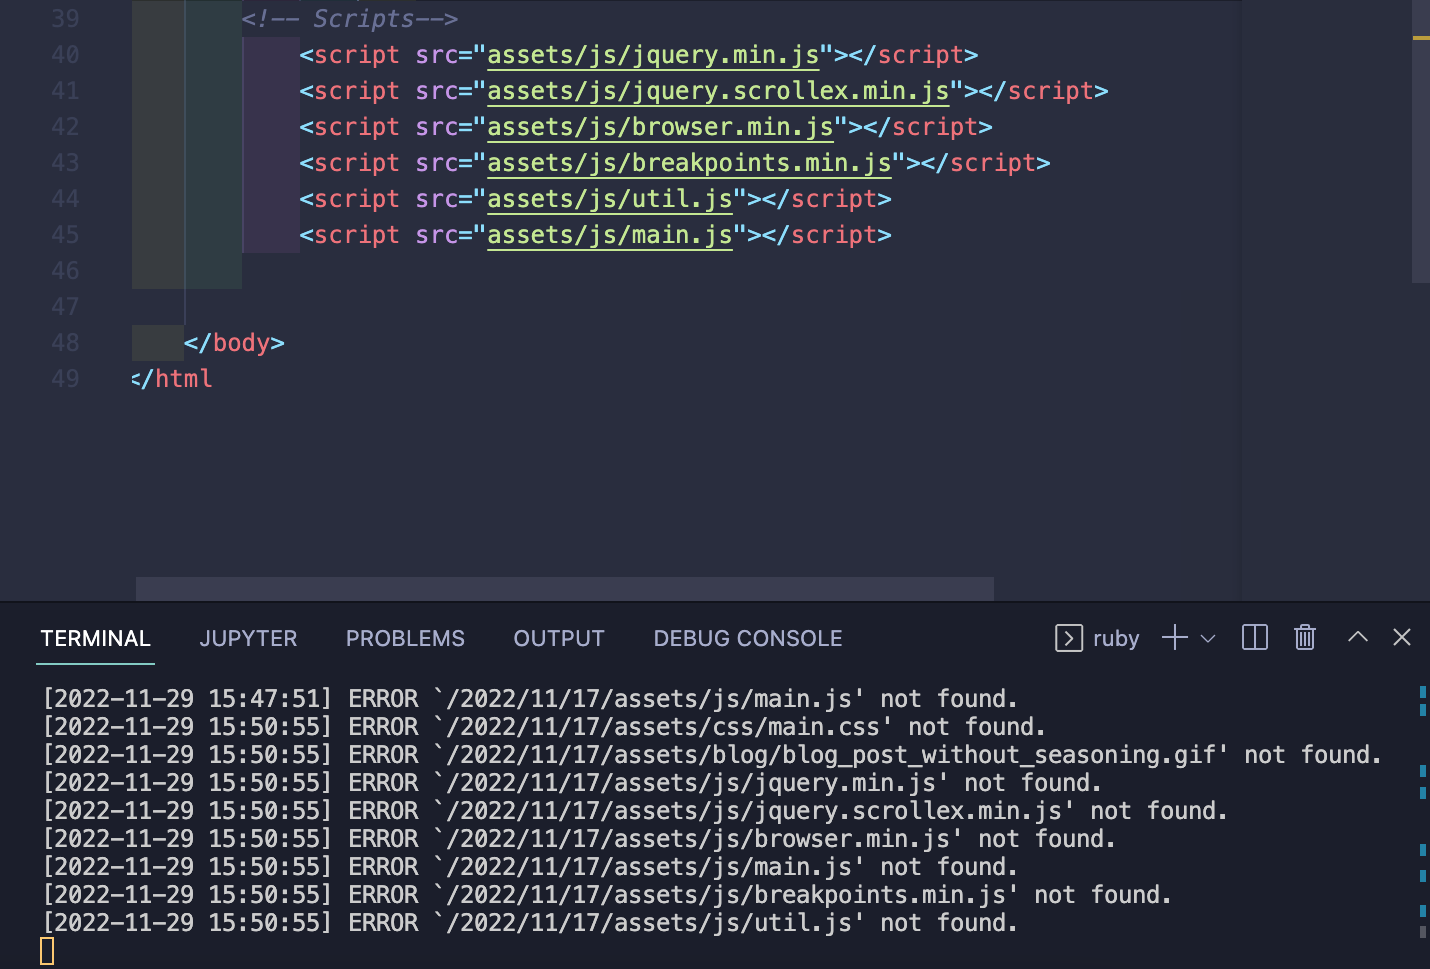 39 <!-- Scripts-->
40 <script src="assets/js/jquery.min.js"></script>
41 <script src="assets/js/jquery.scrollex.min.js"></script>
42 <script src="assets/js/browser.min.js"></script>
43 <script src="assets/js/breakpoints.min.js"></script>
44 <script src="assets/js/util.js"></script>
45 <script src="assets/js/main.js"></script>
46
47
48 </body>
49 </html
TERMINAL JUPYTER PROBLEMS OUTPUT DEBUG CONSOLE ruby
[2022-11-29 15:47:51] ERROR `/2022/11/17/assets/js/main.js' not found.
[2022-11-29 15:50:55] ERROR `/2022/11/17/assets/css/main.css' not found.
[2022-11-29 15:50:55] ERROR `/2022/11/17/assets/blog/blog_post_without_seasoning.gif' not found.
[2022-11-29 15:50:55] ERROR `/2022/11/17/assets/js/jquery.min.js' not found.
[2022-11-29 15:50:55] ERROR `/2022/11/17/assets/js/jquery.scrollex.min.js' not found.
[2022-11-29 15:50:55] ERROR `/2022/11/17/assets/js/browser.min.js' not found.
[2022-11-29 15:50:55] ERROR `/2022/11/17/assets/js/main.js' not found.
[2022-11-29 15:50:55] ERROR `/2022/11/17/assets/js/breakpoints.min.js' not found.
[2022-11-29 15:50:55] ERROR `/2022/11/17/assets/js/util.js' not found.